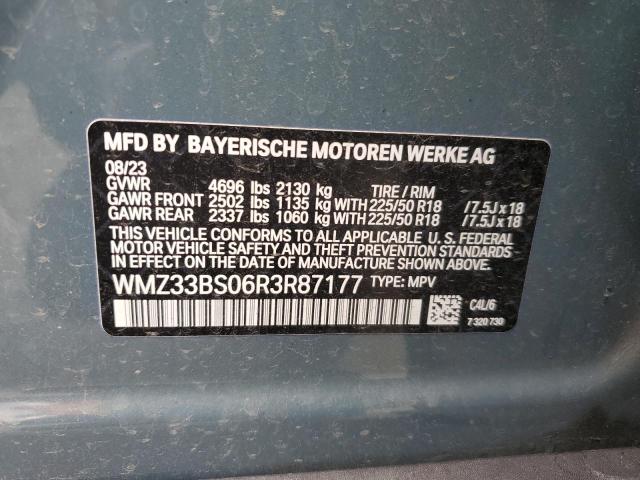 MFD BY BAYERISCHE MOTOREN WERKE AG
08/23
GVWR 4696 lbs 2130 kg TIRE / RIM
GAWR FRONT 2502 lbs 1135 kg WITH 225/50 R18 /7.5J x 18
GAWR REAR 2337 lbs 1060 kg WITH 225/50 R18 /7.5J x 18
THIS VEHICLE CONFORMS TO ALL APPLICABLE U.S. FEDERAL
MOTOR VEHICLE SAFETY AND THEFT PREVENTION STANDARDS
IN EFFECT ON THE DATE OF MANUFACTURE SHOWN ABOVE.
WMZ33BS06R3R87177 TYPE: MPV
C4L/6
7 320 730